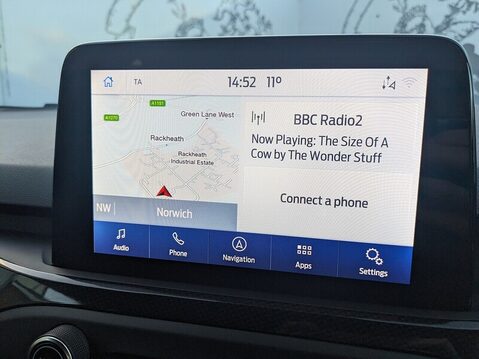 TA
14:52 11°
A1151
A1270
Green Lane West
Rackheath
Rackheath
Industrial Estate
NW
Norwich
BBC Radio2
Now Playing: The Size Of A
Cow by The Wonder Stuff
Connect a phone
Audio
Phone
Navigation
Apps
Settings